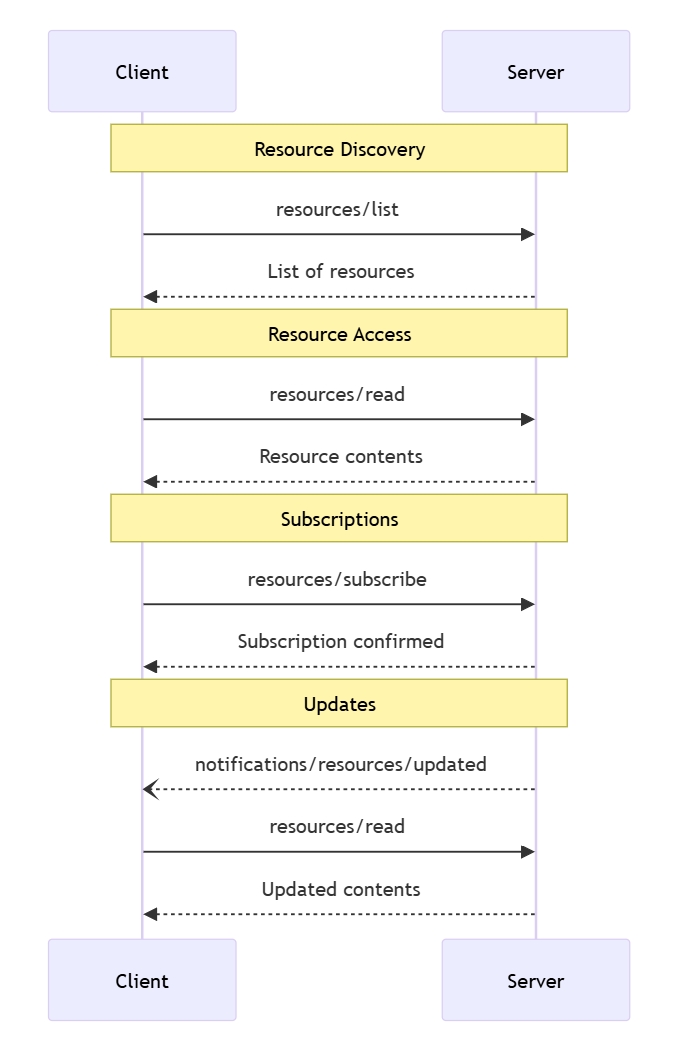 Client
Server
Resource Discovery
resources/list
List of resources
Resource Access
resources/read
Resource contents
Subscriptions
resources/subscribe
Subscription confirmed
Updates
notifications/resources/updated
resources/read
Updated contents
Client
Server